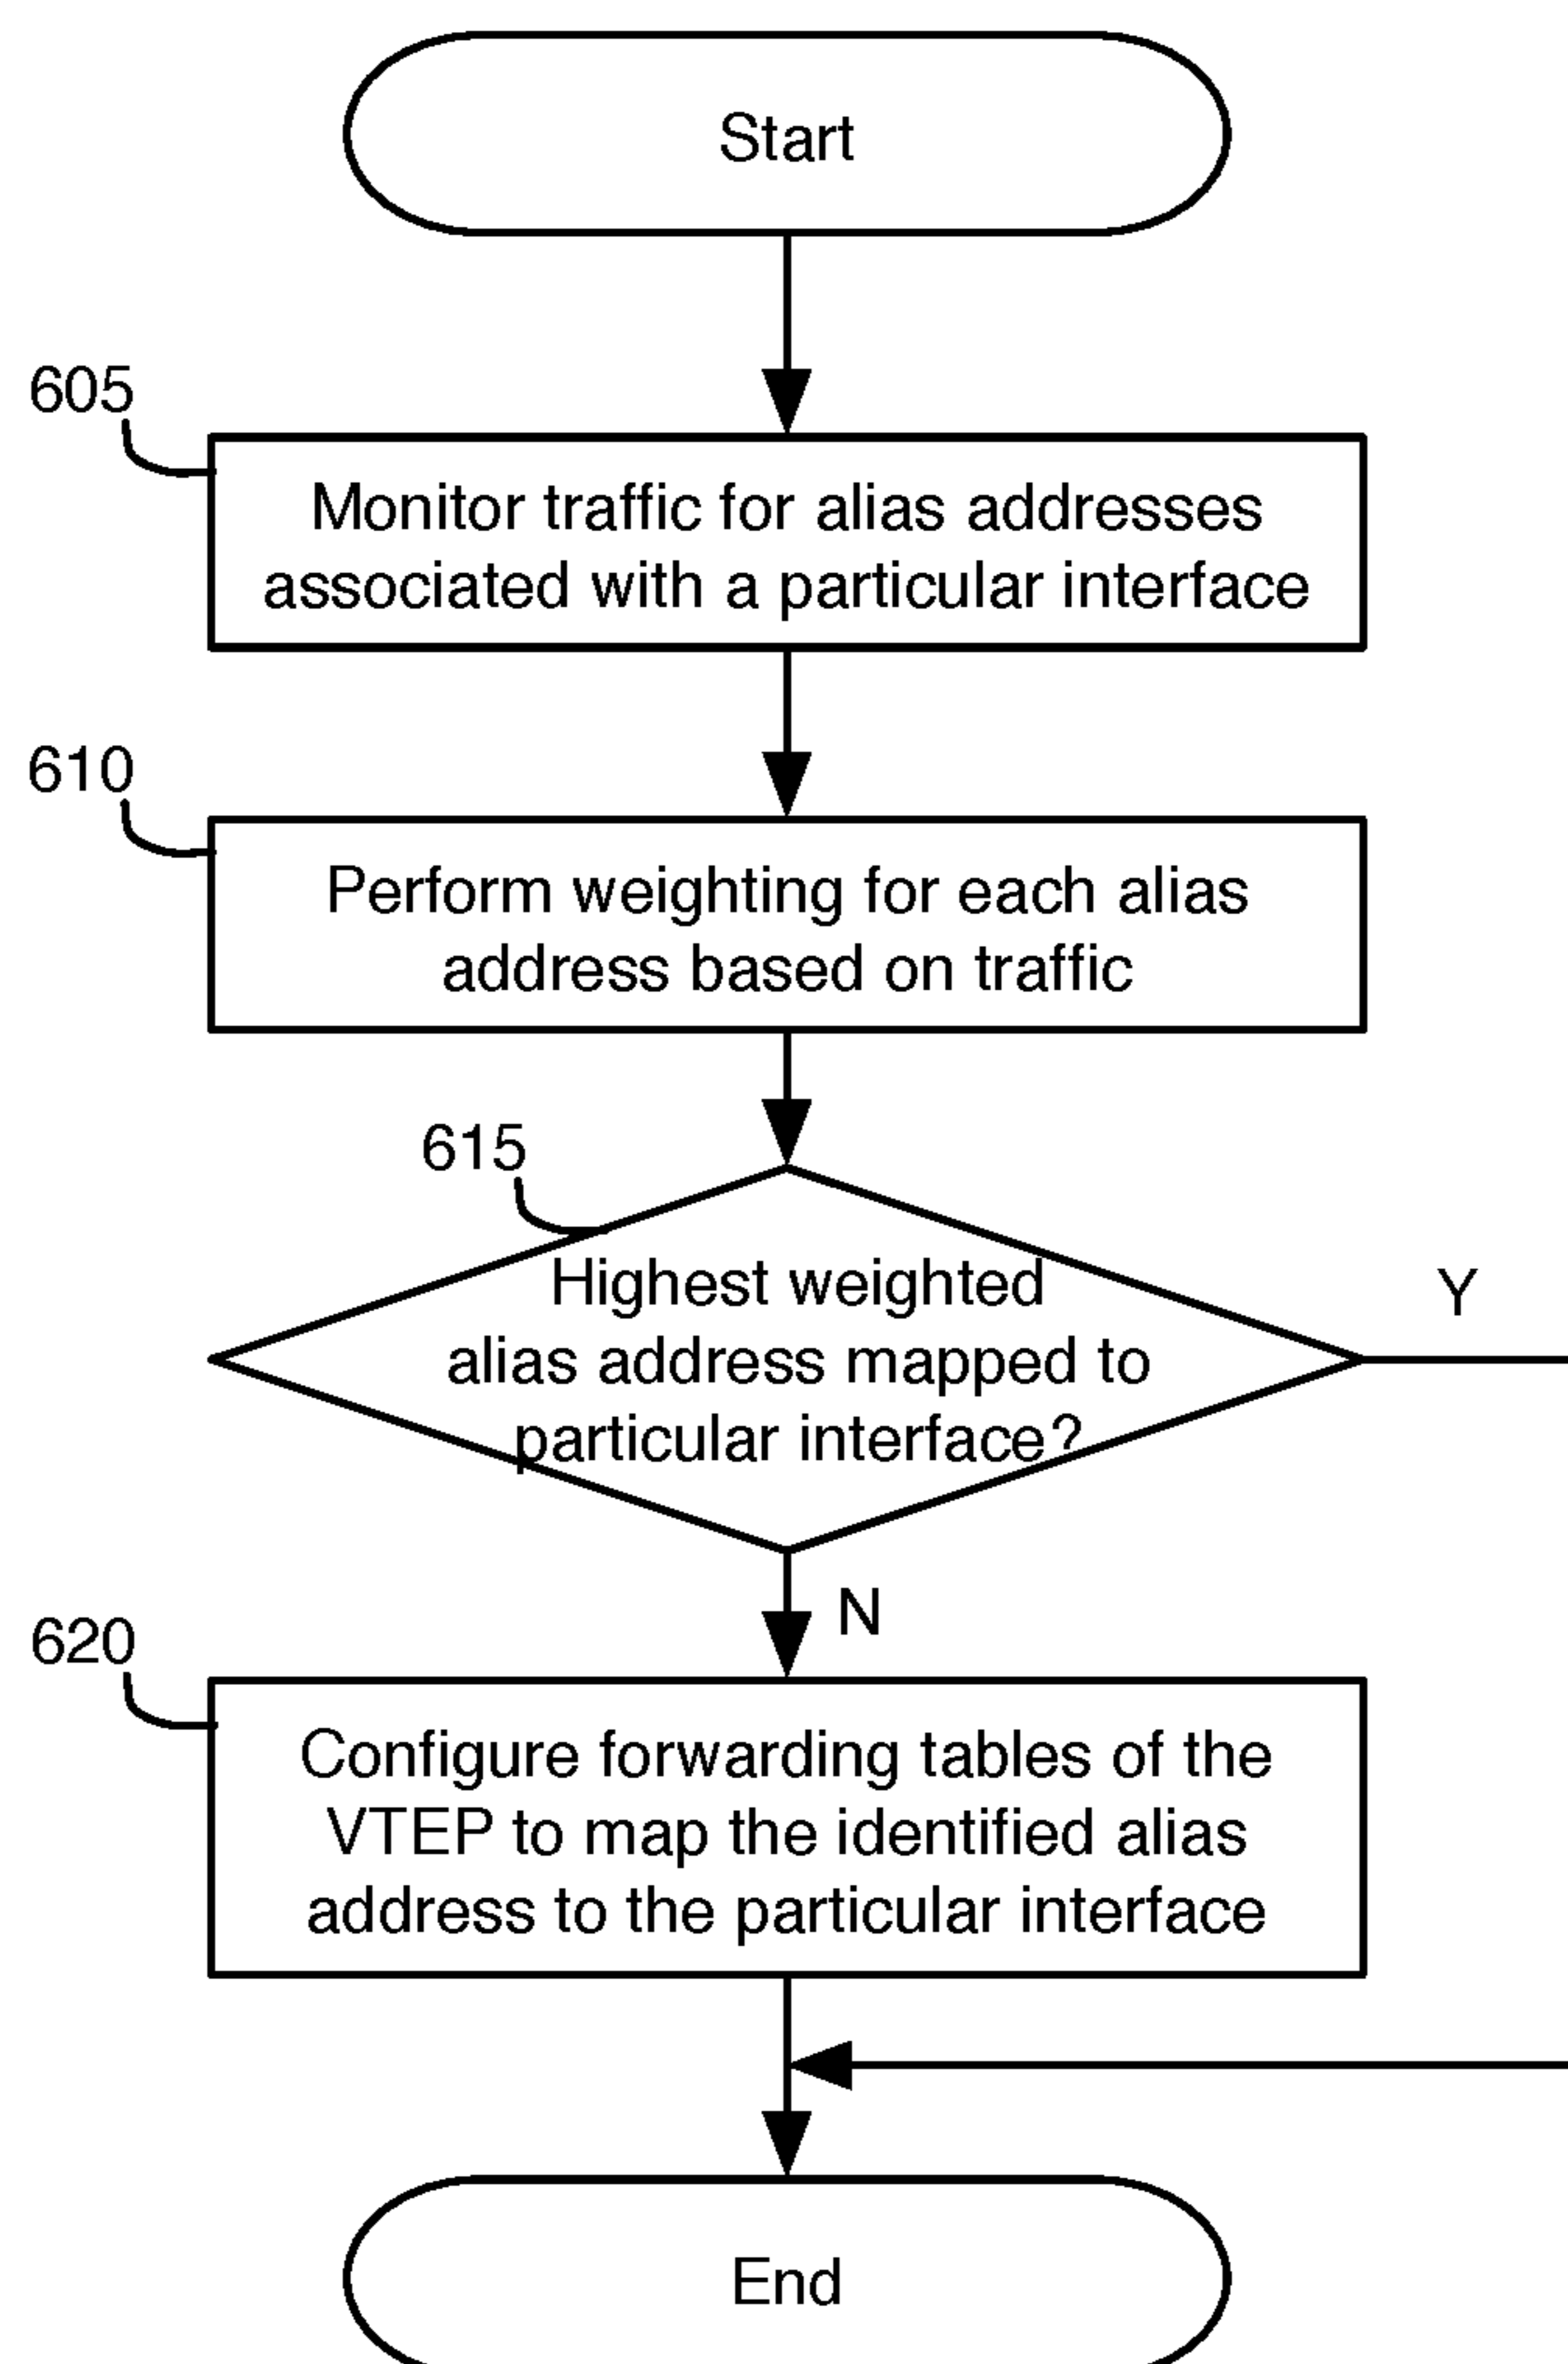 Start
605
Monitor traffic for alias addresses
associated with a particular interface
610
Perform weighting for each alias
address based on traffic
615
Highest weighted
alias address mapped to
particular interface?
Y
N
620
Configure forwarding tables of the
VTEP to map the identified alias
address to the particular interface
End